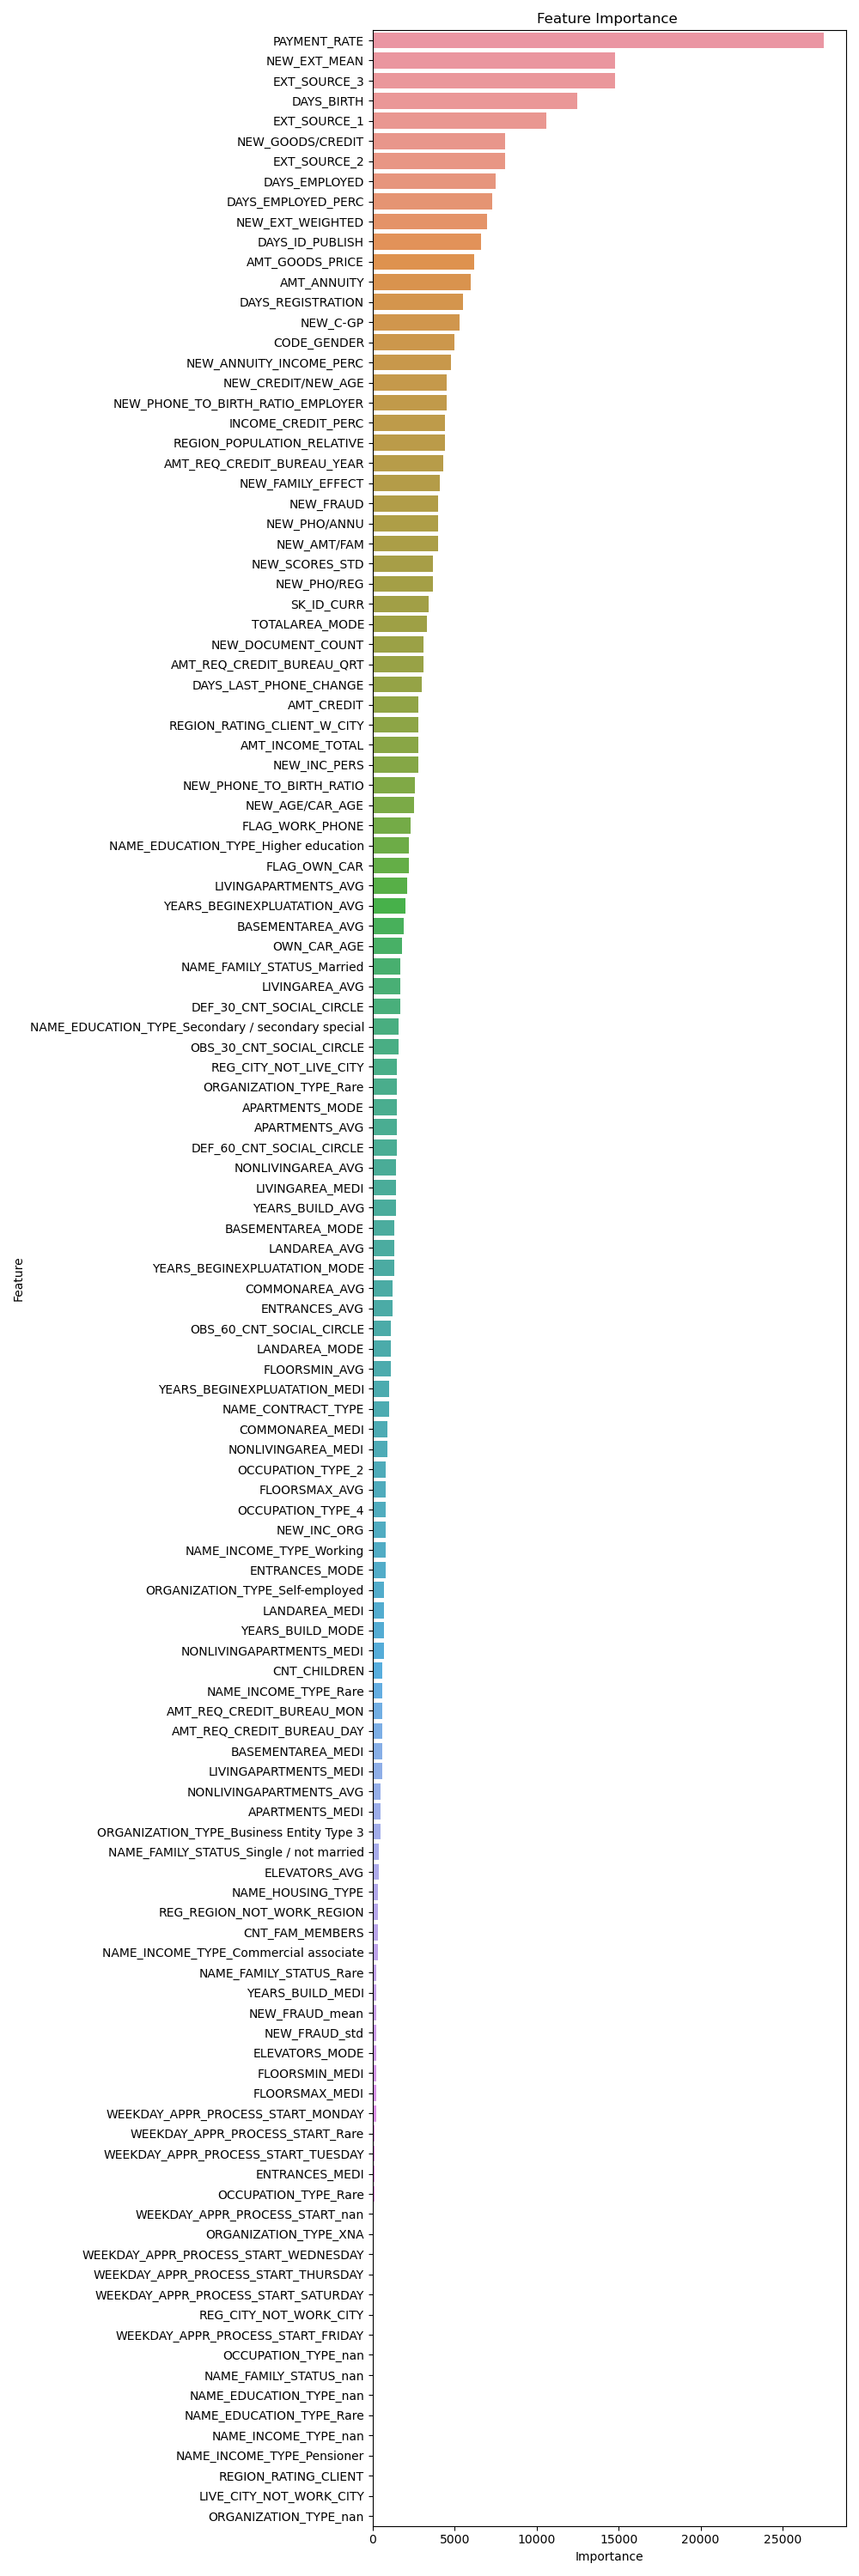 Feature Importance
PAYMENT_RATE
NEW_EXT_MEAN
EXT_SOURCE_3
DAYS_BIRTH
EXT_SOURCE_1
NEW_GOODS/CREDIT
EXT_SOURCE_2
DAYS_EMPLOYED
DAYS_EMPLOYED_PERC
NEW_EXT_WEIGHTED
DAYS_ID_PUBLISH
AMT_GOODS_PRICE
AMT_ANNUITY
DAYS_REGISTRATION
NEW_C-GP
CODE_GENDER
NEW_ANNUITY_INCOME_PERC
NEW_CREDIT/NEW_AGE
NEW_PHONE_TO_BIRTH_RATIO_EMPLOYER
INCOME_CREDIT_PERC
REGION_POPULATION_RELATIVE
AMT_REQ_CREDIT_BUREAU_YEAR
NEW_FAMILY_EFFECT
NEW_FRAUD
NEW_PHO/ANNU
NEW_AMT/FAM
NEW_SCORES_STD
NEW_PHO/REG
SK_ID_CURR
TOTALAREA_MODE
NEW_DOCUMENT_COUNT
AMT_REQ_CREDIT_BUREAU_QRT
DAYS_LAST_PHONE_CHANGE
AMT_CREDIT
REGION_RATING_CLIENT_W_CITY
AMT_INCOME_TOTAL
NEW_INC_PERS
NEW_PHONE_TO_BIRTH_RATIO
NEW_AGE/CAR_AGE
FLAG_WORK_PHONE
NAME_EDUCATION_TYPE_Higher education
FLAG_OWN_CAR
LIVINGAPARTMENTS_AVG
YEARS_BEGINEXPLUATATION_AVG
BASEMENTAREA_AVG
OWN_CAR_AGE
NAME_FAMILY_STATUS_Married
LIVINGAREA_AVG
DEF_30_CNT_SOCIAL_CIRCLE
NAME_EDUCATION_TYPE_Secondary / secondary special
OBS_30_CNT_SOCIAL_CIRCLE
REG_CITY_NOT_LIVE_CITY
ORGANIZATION_TYPE_Rare
APARTMENTS_MODE
APARTMENTS_AVG
DEF_60_CNT_SOCIAL_CIRCLE
NONLIVINGAREA_AVG
LIVINGAREA_MEDI
YEARS_BUILD_AVG
BASEMENTAREA_MODE
LANDAREA_AVG
YEARS_BEGINEXPLUATATION_MODE
COMMONAREA_AVG
ENTRANCES_AVG
OBS_60_CNT_SOCIAL_CIRCLE
LANDAREA_MODE
FLOORSMIN_AVG
YEARS_BEGINEXPLUATATION_MEDI
NAME_CONTRACT_TYPE
COMMONAREA_MEDI
NONLIVINGAREA_MEDI
OCCUPATION_TYPE_2
FLOORSMAX_AVG
OCCUPATION_TYPE_4
NEW_INC_ORG
NAME_INCOME_TYPE_Working
ENTRANCES_MODE
ORGANIZATION_TYPE_Self-employed
LANDAREA_MEDI
YEARS_BUILD_MODE
NONLIVINGAPARTMENTS_MEDI
CNT_CHILDREN
NAME_INCOME_TYPE_Rare
AMT_REQ_CREDIT_BUREAU_MON
AMT_REQ_CREDIT_BUREAU_DAY
BASEMENTAREA_MEDI
LIVINGAPARTMENTS_MEDI
NONLIVINGAPARTMENTS_AVG
APARTMENTS_MEDI
ORGANIZATION_TYPE_Business Entity Type 3
NAME_FAMILY_STATUS_Single / not married
ELEVATORS_AVG
NAME_HOUSING_TYPE
REG_REGION_NOT_WORK_REGION
CNT_FAM_MEMBERS
NAME_INCOME_TYPE_Commercial associate
NAME_FAMILY_STATUS_Rare
YEARS_BUILD_MEDI
NEW_FRAUD_mean
NEW_FRAUD_std
ELEVATORS_MODE
FLOORSMIN_MEDI
FLOORSMAX_MEDI
WEEKDAY_APPR_PROCESS_START_MONDAY
WEEKDAY_APPR_PROCESS_START_Rare
WEEKDAY_APPR_PROCESS_START_TUESDAY
ENTRANCES_MEDI
OCCUPATION_TYPE_Rare
WEEKDAY_APPR_PROCESS_START_nan
ORGANIZATION_TYPE_XNA
WEEKDAY_APPR_PROCESS_START_WEDNESDAY
WEEKDAY_APPR_PROCESS_START_THURSDAY
WEEKDAY_APPR_PROCESS_START_SATURDAY
REG_CITY_NOT_WORK_CITY
WEEKDAY_APPR_PROCESS_START_FRIDAY
OCCUPATION_TYPE_nan
NAME_FAMILY_STATUS_nan
NAME_EDUCATION_TYPE_nan
NAME_EDUCATION_TYPE_Rare
NAME_INCOME_TYPE_nan
NAME_INCOME_TYPE_Pensioner
REGION_RATING_CLIENT
LIVE_CITY_NOT_WORK_CITY
ORGANIZATION_TYPE_nan
Feature
0 5000 10000 15000 20000 25000
Importance